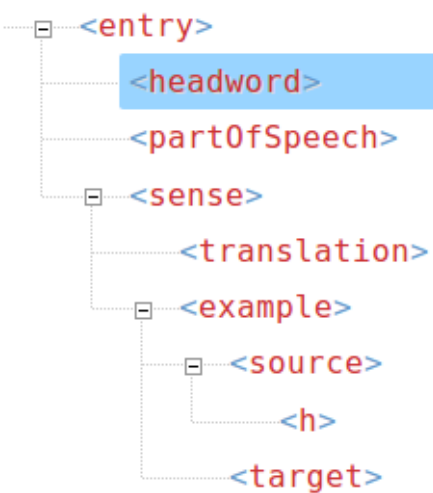 <entry>
<headword>
<partOfSpeech>
<sense>
<translation>
<example>
<source>
<h>
<target>